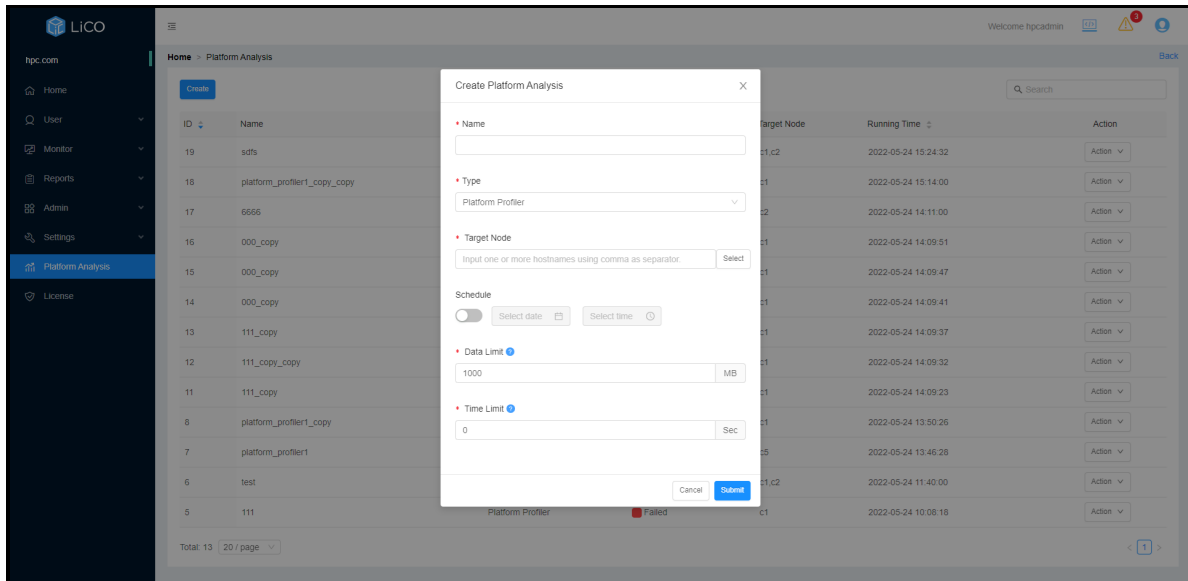 LiCO
Welcome hpcadmin
3
hpc.com
Home > Platform Analysis
Back
Home
User
Monitor
Reports
Admin
Settings
Platform Analysis
License
Create
Search
ID Name Target Node Running Time Action
19 sdfs c1,c2 2022-05-24 15:24:32 Action
18 platform_profiler1_copy_copy c1 2022-05-24 15:14:00 Action
17 6666 c2 2022-05-24 14:11:00 Action
16 000_copy c1 2022-05-24 14:09:51 Action
15 000_copy c1 2022-05-24 14:09:47 Action
14 000_copy c1 2022-05-24 14:09:41 Action
13 111_copy c1 2022-05-24 14:09:37 Action
12 111_copy_copy c1 2022-05-24 14:09:32 Action
11 111_copy c1 2022-05-24 14:09:23 Action
8 platform_profiler1_copy c1 2022-05-24 13:50:26 Action
7 platform_profiler1 c5 2022-05-24 13:46:28 Action
6 test c1,c2 2022-05-24 11:40:00 Action
5 111 Platform Profiler Failed c1 2022-05-24 10:08:18 Action
Total: 13 20 / page
< 1 >
Create Platform Analysis
* Name
* Type
Platform Profiler
* Target Node
Input one or more hostnames using comma as separator Select
Schedule
Select date Select time
* Data Limit ?
1000 MB
* Time Limit ?
0 Sec
Cancel Submit